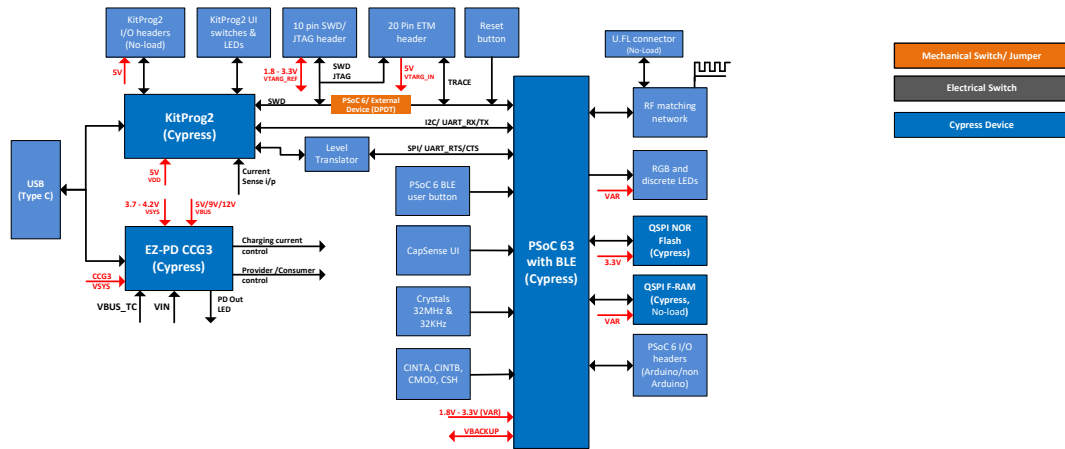 KitProg2
I/O headers
(No-load)
KitProg2 UI
switches &
LEDs
10 pin SWD/
JTAG header
20 Pin ETM
header
Reset
button
U.FL connector
(No-Load)
Mechanical Switch/ Jumper
Electrical Switch
Cypress Device
5V
1.8 - 3.3V
VTARG_REF
SWD
JTAG
5V
VTARG_IN
TRACE
KitProg2
(Cypress)
SWD
PSoC 6/ External
Device (DPDT)
I2C/ UART_RX/TX
Level
Translator
SPI/ UART_RTS/CTS
RF matching
network
USB
(Type C)
5V
VDD
Current
Sense i/p
3.7 - 4.2V
VSYS
5V/9V/12V
VBUS
EZ-PD CCG3
(Cypress)
Charging current
control
Provider /Consumer
control
CCG3
VSYS
VBUS_TC
VIN
PD Out
LED
PSoC 6 BLE
user button
CapSense UI
Crystals
32MHz &
32KHz
CINTA, CINTB,
CMOD, CSH
1.8V - 3.3V (VAR)
VBACKUP
PSoC 63
with BLE
(Cypress)
RGB and
discrete LEDs
VAR
QSPI NOR
Flash
(Cypress)
3.3V
QSPI F-RAM
(Cypress,
No-load)
VAR
PSoC 6 I/O
headers
(Arduino/non
Arduino)